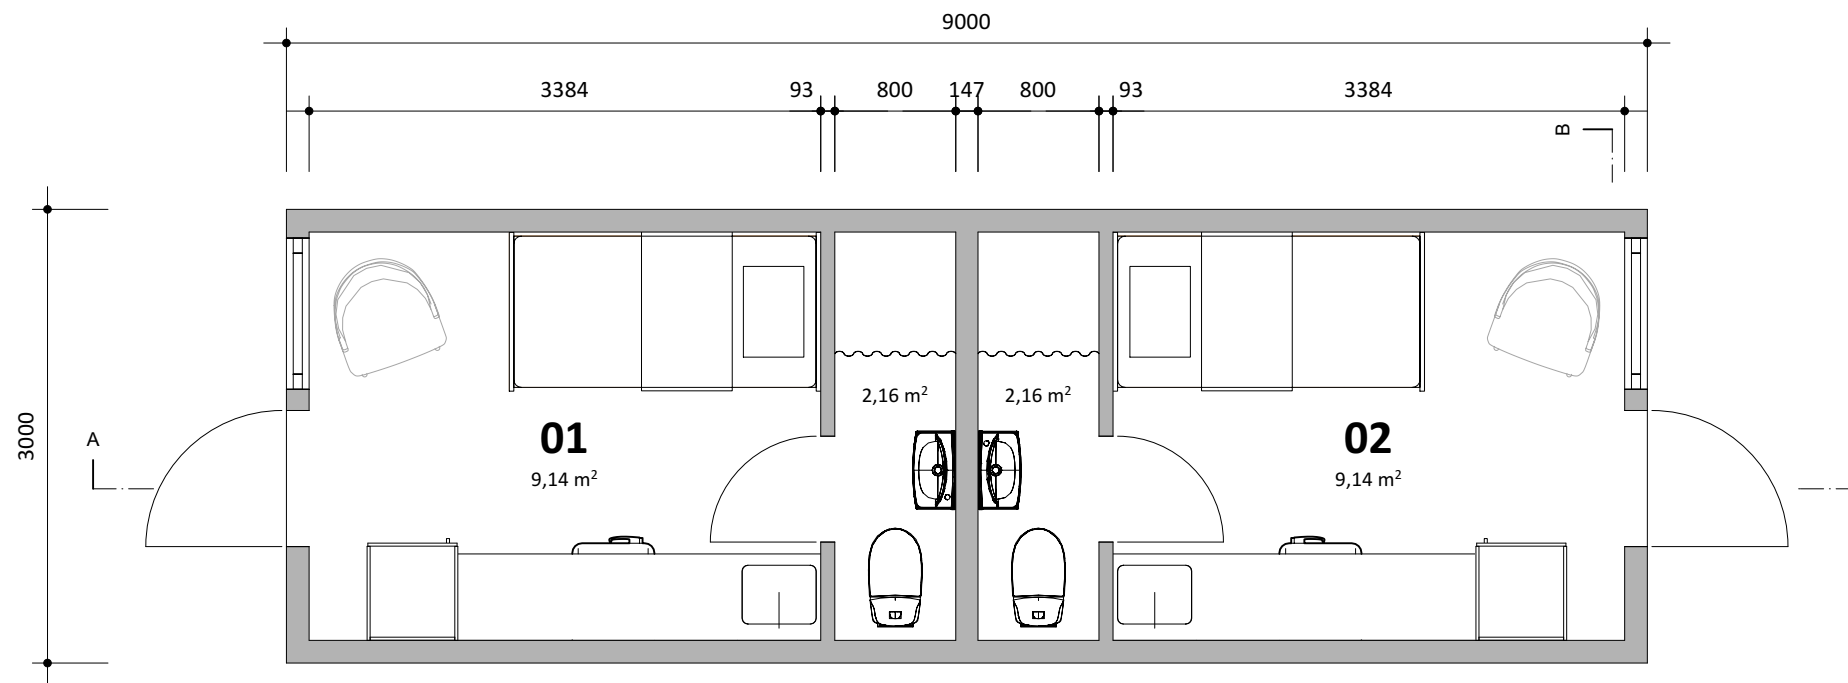 9000
3384 93 800 147 800 93 3384
B
3000
A
2,16 m² 2,16 m²
01 02
9,14 m² 9,14 m²